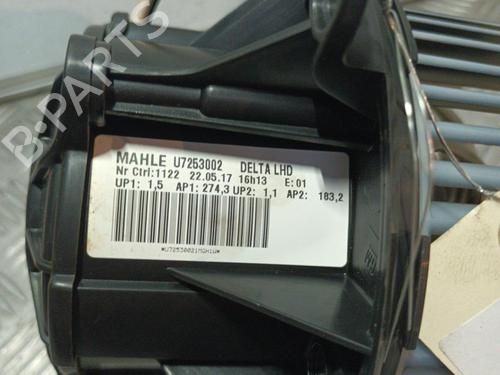 B-PARTS
MAHLE U7253002 DELTA LHD
Nr Ctrl:1122 22.05.17 16h13 E:01
UP1: 1,5 AP1: 274,3 UP2: 1,1 AP2: 183,2